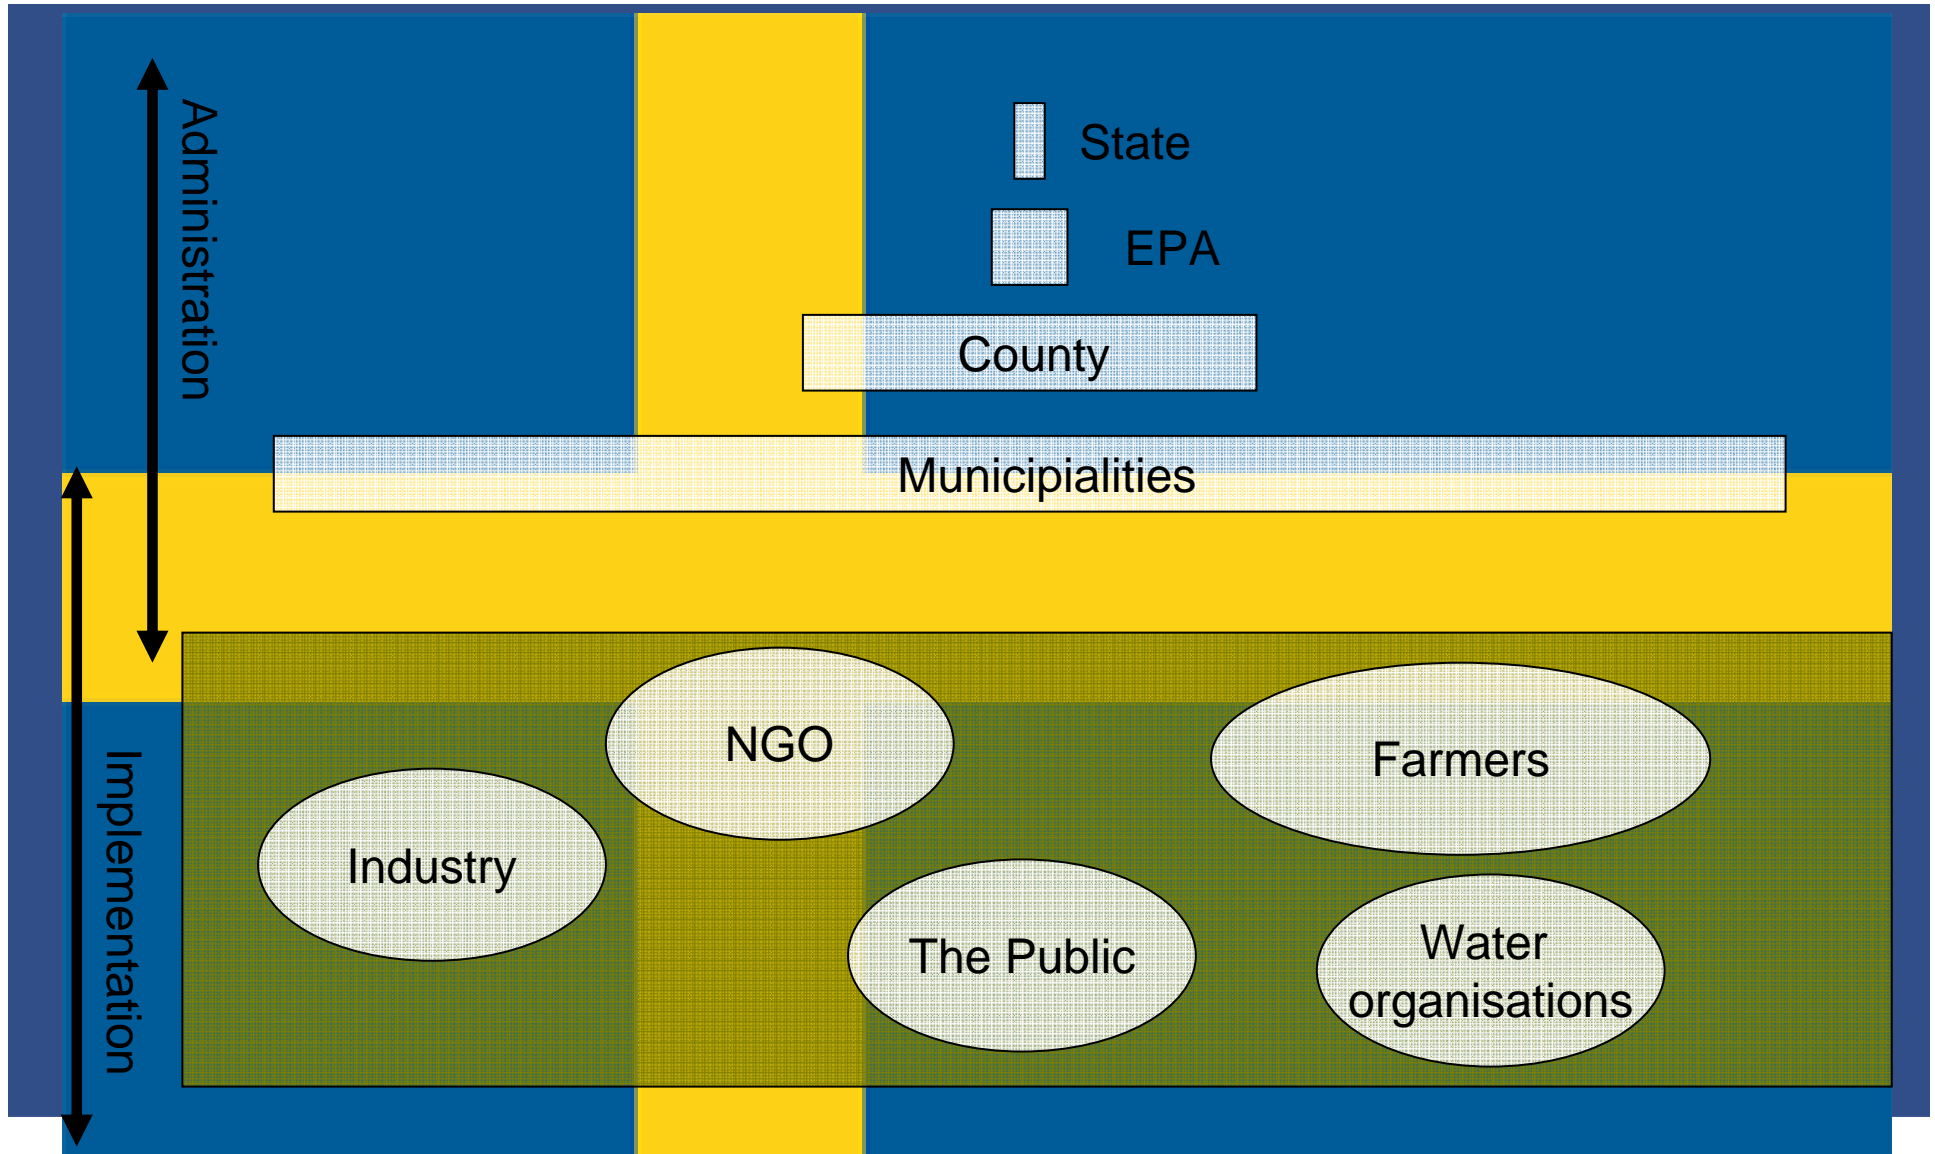 Administration
State
EPA
County
Municipialities
Implementation
NGO
Farmers
Industry
The Public
Water
organisations